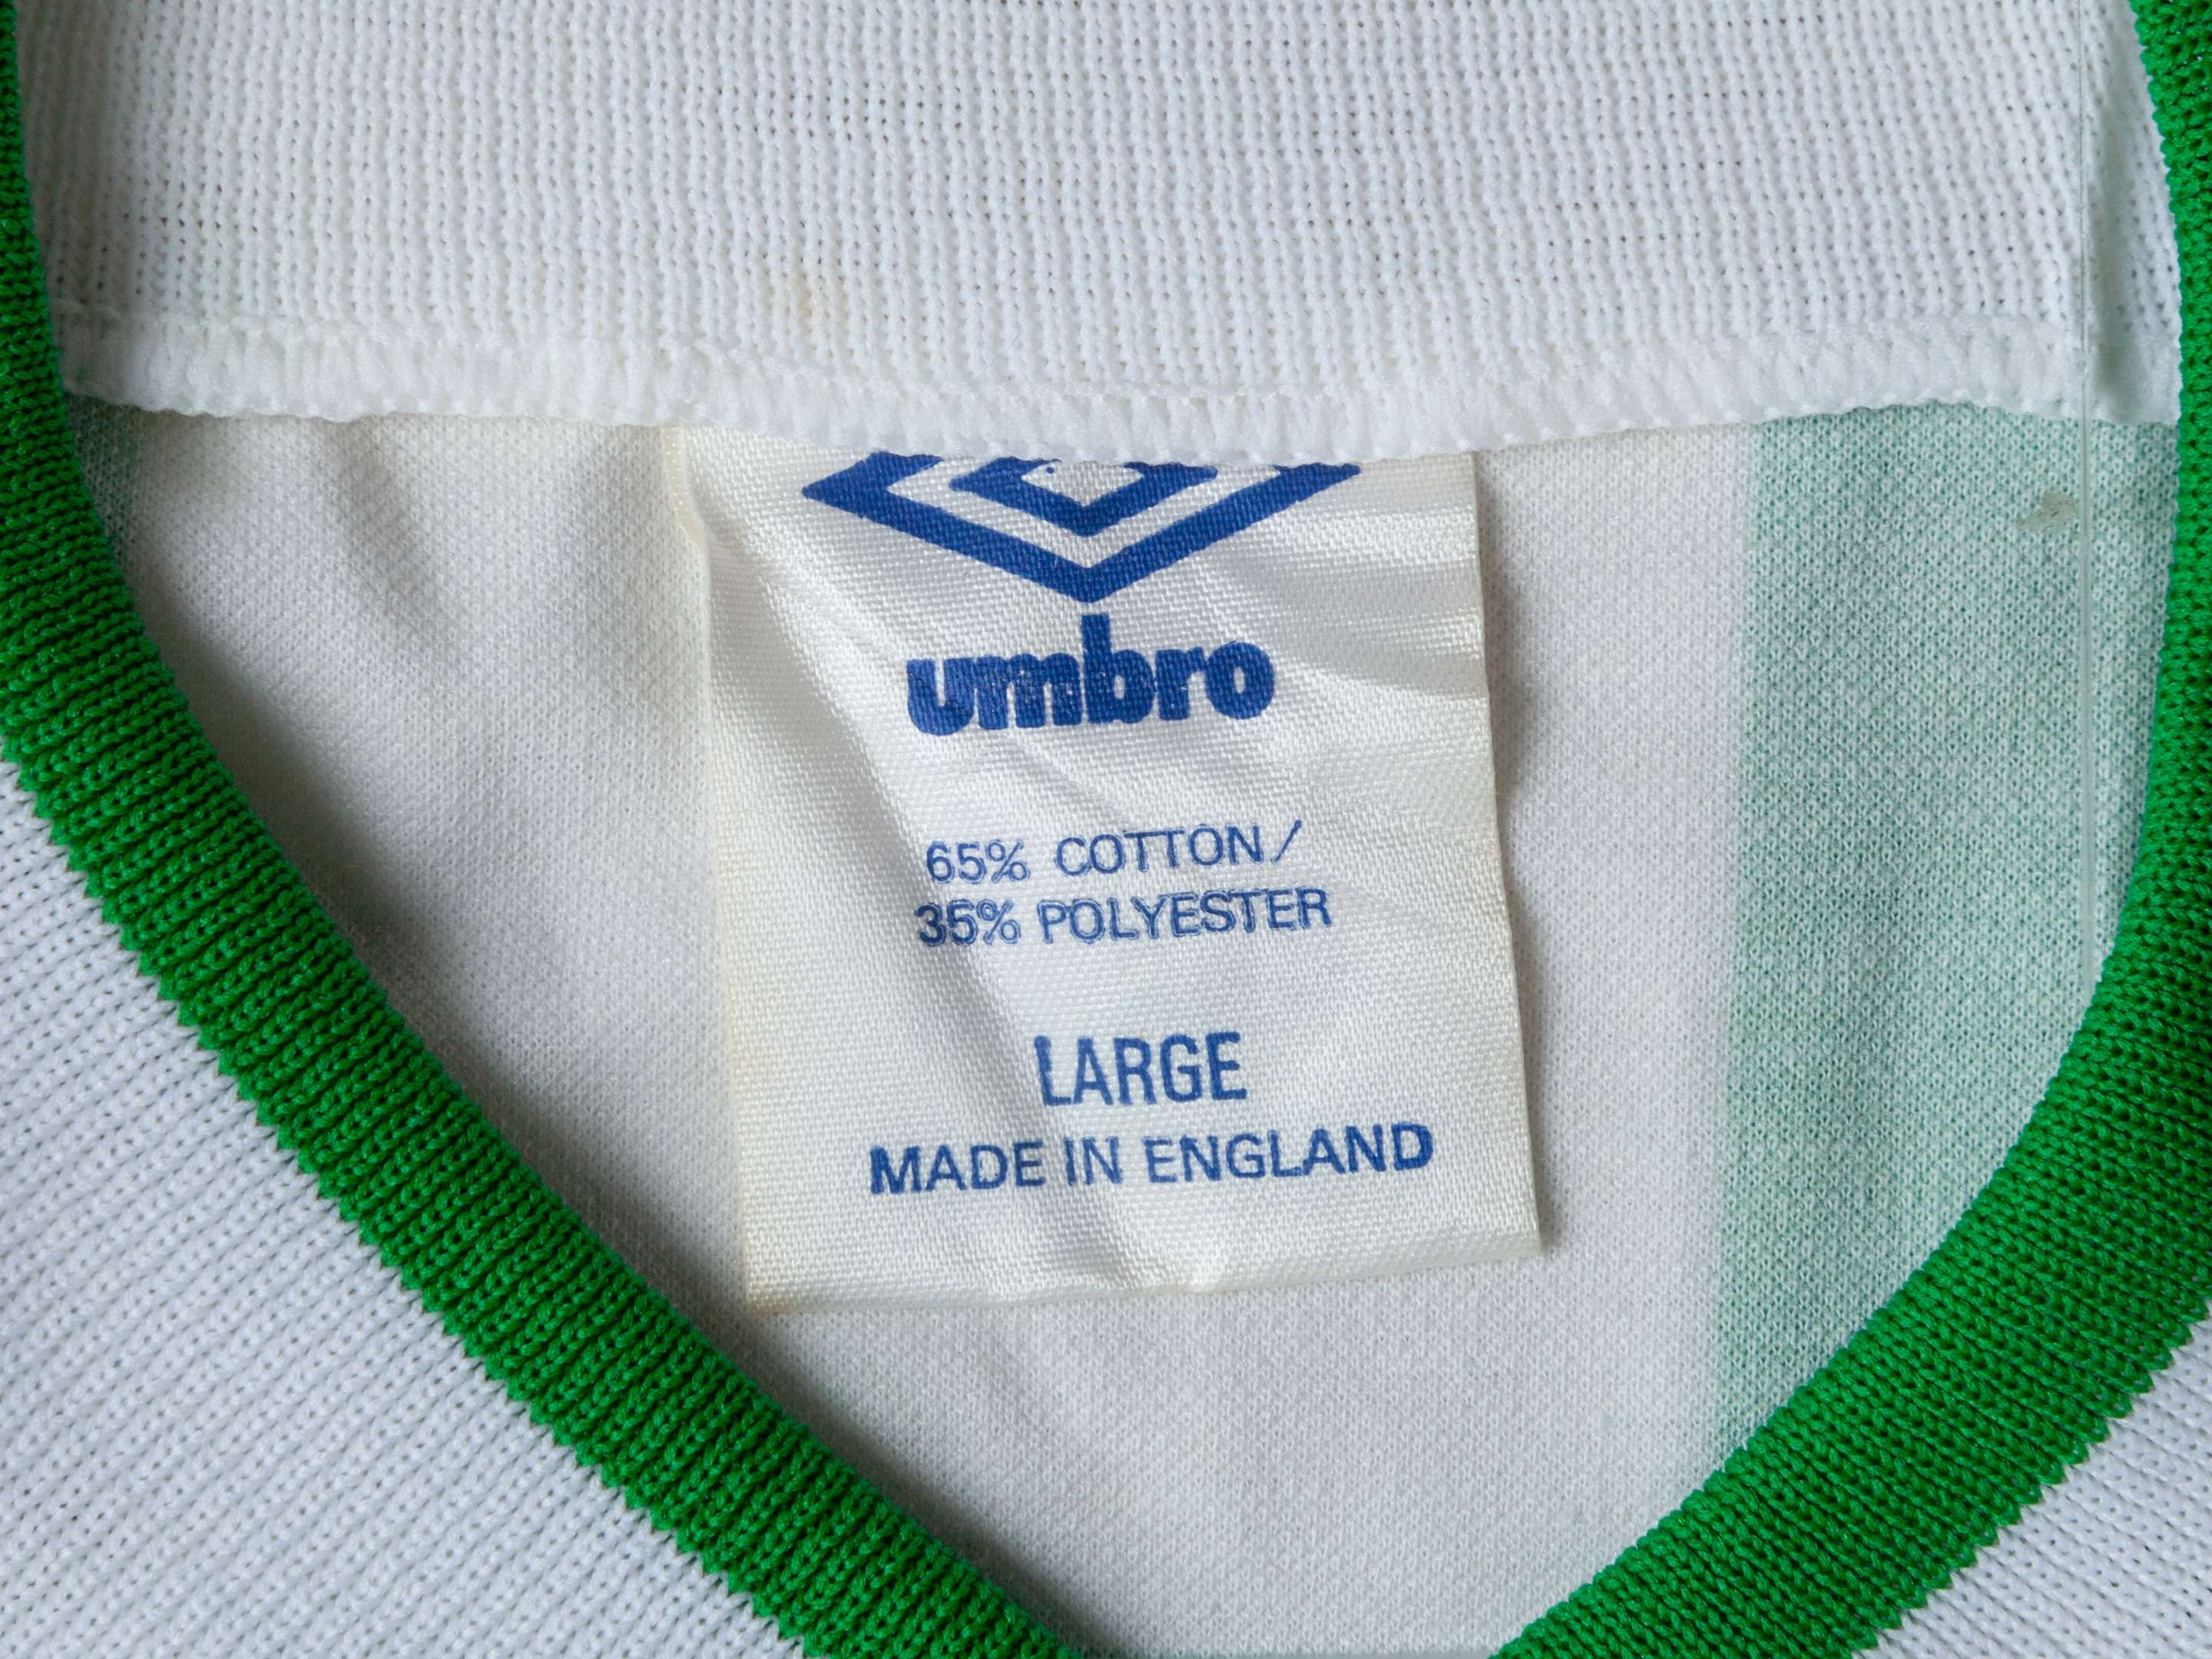 umbro
65% COTTON/
35% POLYESTER
LARGE
MADE IN ENGLAND